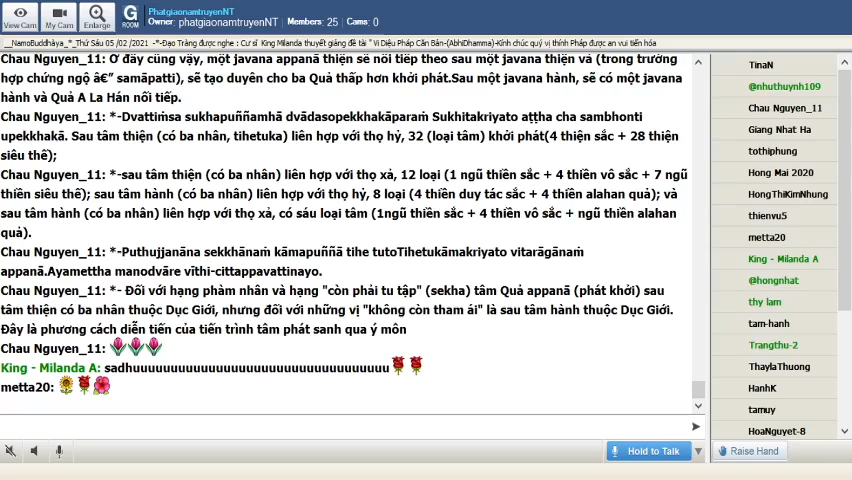 View Cam
My Cam
Enlarge
G
ROOM
PhatgiaonamtruyenNT
Owner: phatgiaonamtruyenNT
Members: 25
Cams: 0
__NamoBuddhàya_*_Thứ Sáu 05 /02 /2021 -*-Đạo Tràng được nghe : Cư sĩ King Milanda thuyết giảng đề tài " Vi Diệu Pháp Căn Bản-(AbhiDhamma)-Kính chúc quý vị thính Pháp được an vui tiến hóa
Chau Nguyen_11: Ở đây cũng vậy, một javana appanā thiện sẽ nối tiếp theo sau một javana thiện và (trong trường
hợp chứng ngộ â€" samāpatti), sẽ tạo duyên cho ba Quả thấp hơn khởi phát.Sau một javana hành, sẽ có một javana
hành và Quả A La Hán nối tiếp.
Chau Nguyen_11: *-Dvattiṁsa sukhapuññamhā dvādasopekkhakāparaṁ Sukhitakriyato aṭṭha cha sambhonti
upekkhakā. Sau tâm thiện (có ba nhân, tihetuka) liên hợp với thọ hỷ, 32 (loại tâm) khởi phát(4 thiện sắc + 28 thiện
siêu thế);
Chau Nguyen_11: *-sau tâm thiện (có ba nhân) liên hợp với thọ xả, 12 loại (1 ngũ thiền sắc + 4 thiền vô sắc + 7 ngũ
thiền siêu thế); sau tâm hành (có ba nhân) liên hợp với thọ hỷ, 8 loại (4 thiền duy tác sắc + 4 thiền alahan quả); và
sau tâm hành (có ba nhân) liên hợp với thọ xả, có sáu loại tâm (1ngũ thiền sắc + 4 thiền vô sắc + ngũ thiền alahan
quả).
Chau Nguyen_11: *-Puthujjanāna sekkhānaṁ kāmapuññā tihe tutoTihetukāmakriyato vitarāgānaṁ
appanā.Ayamettha manodvāre vīthi-cittappavattinayo.
Chau Nguyen_11: *- Đối với hạng phàm nhân và hạng "còn phải tu tập" (sekha) tâm Quả appanā (phát khởi) sau
tâm thiện có ba nhân thuộc Dục Giới, nhưng đối với những vị "không còn tham ái" là sau tâm hành thuộc Dục Giới.
Đây là phương cách diễn tiến của tiến trình tâm phát sanh qua ý môn
Chau Nguyen_11:
King - Milanda A: sadhuuuuuuuuuuuuuuuuuuuuuuuuuuuuuuuuuu
metta20:
TinaN
@nhuthuynh109
Chau Nguyen_11
Giang Nhat Ha
tothiphung
Hong Mai 2020
HongThiKimNhung
thienvu5
metta20
King - Milanda A
@hongnhat
thy lam
tam-hanh
Trangthu-2
ThaylaThuong
HanhK
tamuy
HoaNguyet-8
Hold to Talk
Raise Hand